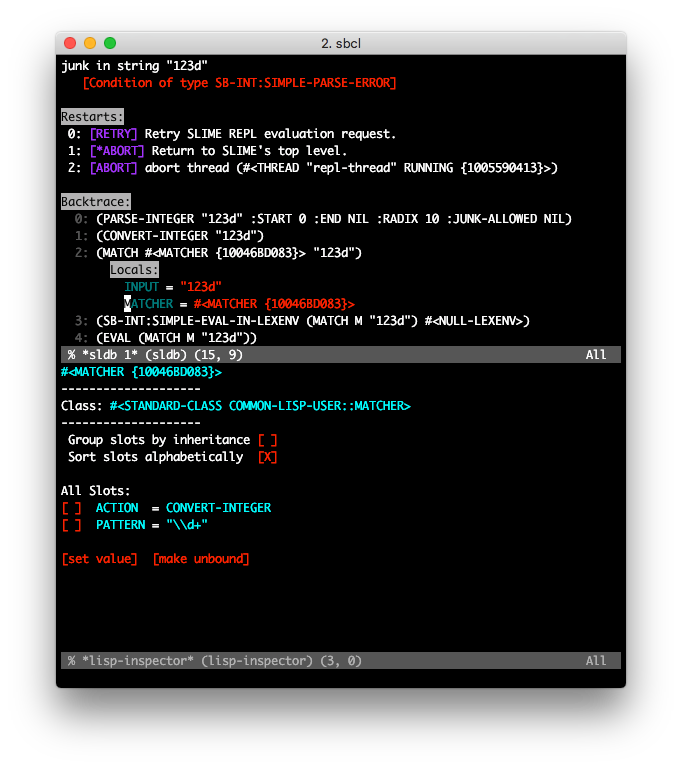 2. sbcl
junk in string "123d"
[Condition of type SB-INT:SIMPLE-PARSE-ERROR]
Restarts:
0: [RETRY] Retry SLIME REPL evaluation request.
1: [*ABORT] Return to SLIME's top level.
2: [ABORT] abort thread (#<THREAD "repl-thread" RUNNING {1005590413}>)
Backtrace:
0: (PARSE-INTEGER "123d" :START 0 :END NIL :RADIX 10 :JUNK-ALLOWED NIL)
1: (CONVERT-INTEGER "123d")
2: (MATCH #<MATCHER {10046BD083}> "123d")
Locals:
INPUT = "123d"
MATCHER = #<MATCHER {10046BD083}>
3: (SB-INT:SIMPLE-EVAL-IN-LEXENV (MATCH M "123d") #<NULL-LEXENV>)
4: (EVAL (MATCH M "123d"))
% *sldb 1* (sldb) (15, 9) All
#<MATCHER {10046BD083}>
--------------------
Class: #<STANDARD-CLASS COMMON-LISP-USER::MATCHER>
--------------------
Group slots by inheritance [ ]
Sort slots alphabetically [X]
All Slots:
[ ] ACTION = CONVERT-INTEGER
[ ] PATTERN = "\\d+"
[set value] [make unbound]
% *lisp-inspector* (lisp-inspector) (3, 0) All